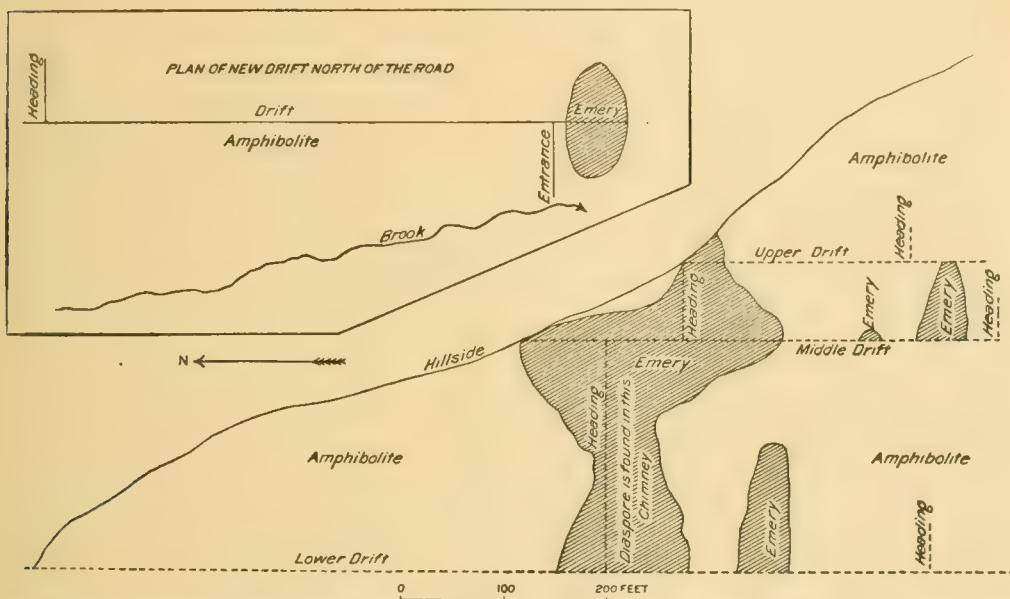 PLAN OF NEW DRIFT NORTH OF THE ROAD
Heading
Drift
Emery
Amphibolite
Entrance
Brook
Amphibolite
Heading
Upper Drift
N
Hillside
Heading
Emery
Emery
Heading
Middle Drift
Emery
Amphibolite
Heading
Diaspore is found in this
Chimney
Amphibolite
Emery
Heading
Lower Drift
0 100 200 FEET